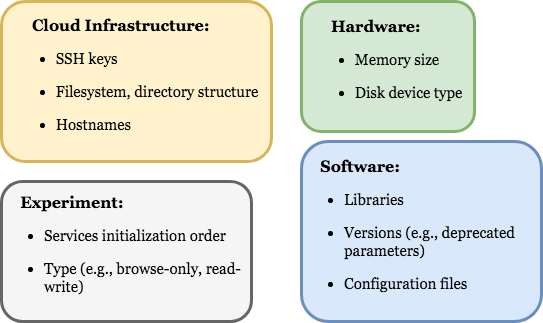 Cloud Infrastructure:
• SSH keys
• Filesystem, directory structure
• Hostnames
Hardware:
• Memory size
• Disk device type
Experiment:
• Services initialization order
• Type (e.g., browse-only, read-
write)
Software:
• Libraries
• Versions (e.g., deprecated
parameters)
• Configuration files